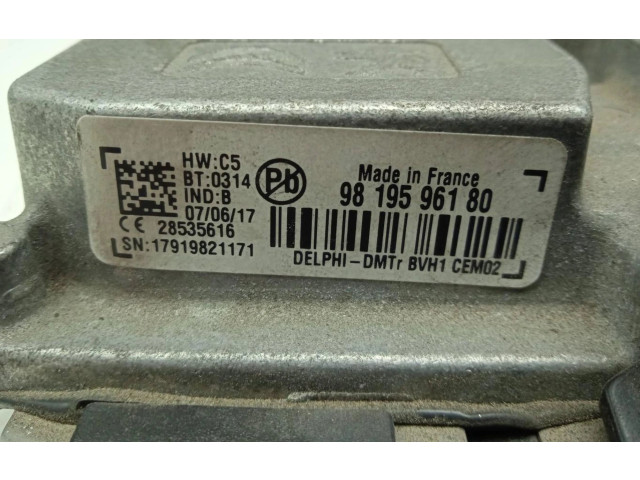 HW:C5
BT:0314
IND:B
07/06/17
CE 28535616
SN:17919821171
Pb
Made in France
98 195 961 80
DELPHI-DMTr BVH1 CEM02